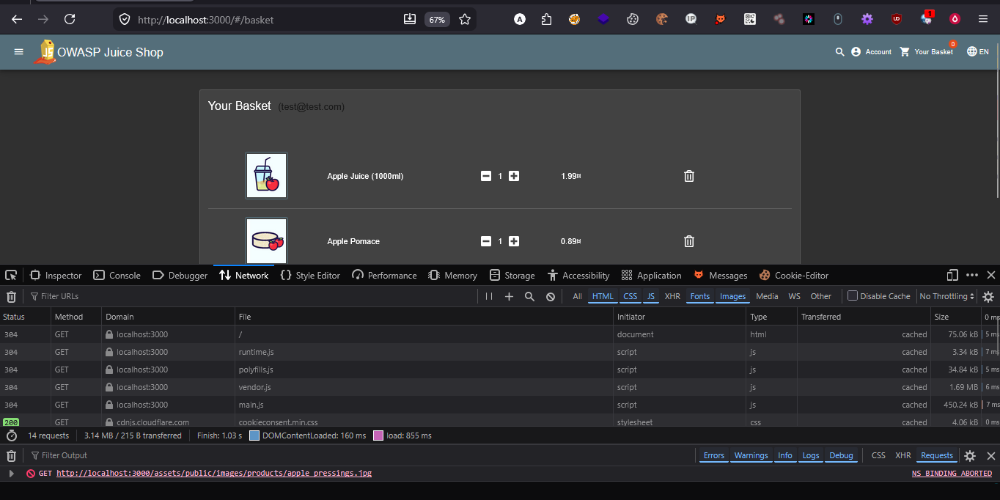 http://localhost:3000/#/basket 67%
OWASP Juice Shop Account Your Basket 0 EN
Your Basket (test@test.com)
Apple Juice (1000ml) 1 1.99¤
Apple Pomace 1 0.89¤
Inspector Console Debugger Network Style Editor Performance Memory Storage Accessibility Application Messages Cookie-Editor
Filter URLs All HTML CSS JS XHR Fonts Images Media WS Other Disable Cache No Throttling
Status Method Domain File Initiator Type Transferred Size 0 ms
304 GET localhost:3000 / document html cached 75.06 kB 5 ms
304 GET localhost:3000 runtime.js script js cached 3.34 kB 7 ms
304 GET localhost:3000 polyfills.js script js cached 34.84 kB 5 ms
304 GET localhost:3000 vendor.js script js cached 1.69 MB 6 ms
304 GET localhost:3000 main.js script js cached 450.24 kB 7 ms
200 GET cdnjs.cloudflare.com cookieconsent.min.css stylesheet css cached 4.06 kB 0 ms
14 requests 3.14 MB / 215 B transferred Finish: 1.03 s DOMContentLoaded: 160 ms load: 855 ms
Filter Output Errors Warnings Info Logs Debug CSS XHR Requests
GET http://localhost:3000/assets/public/images/products/apple_pressings.jpg NS_BINDING_ABORTED